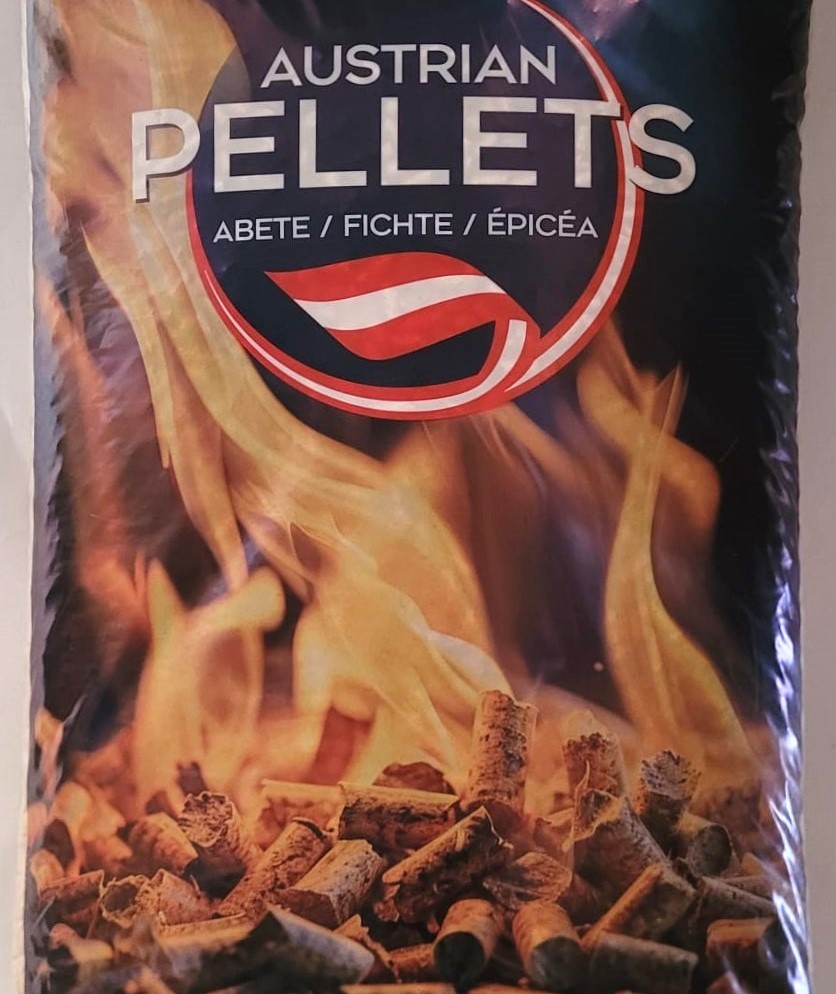 AUSTRIAN
PELLETS
ABETE / FICHTE / ÉPICÉA